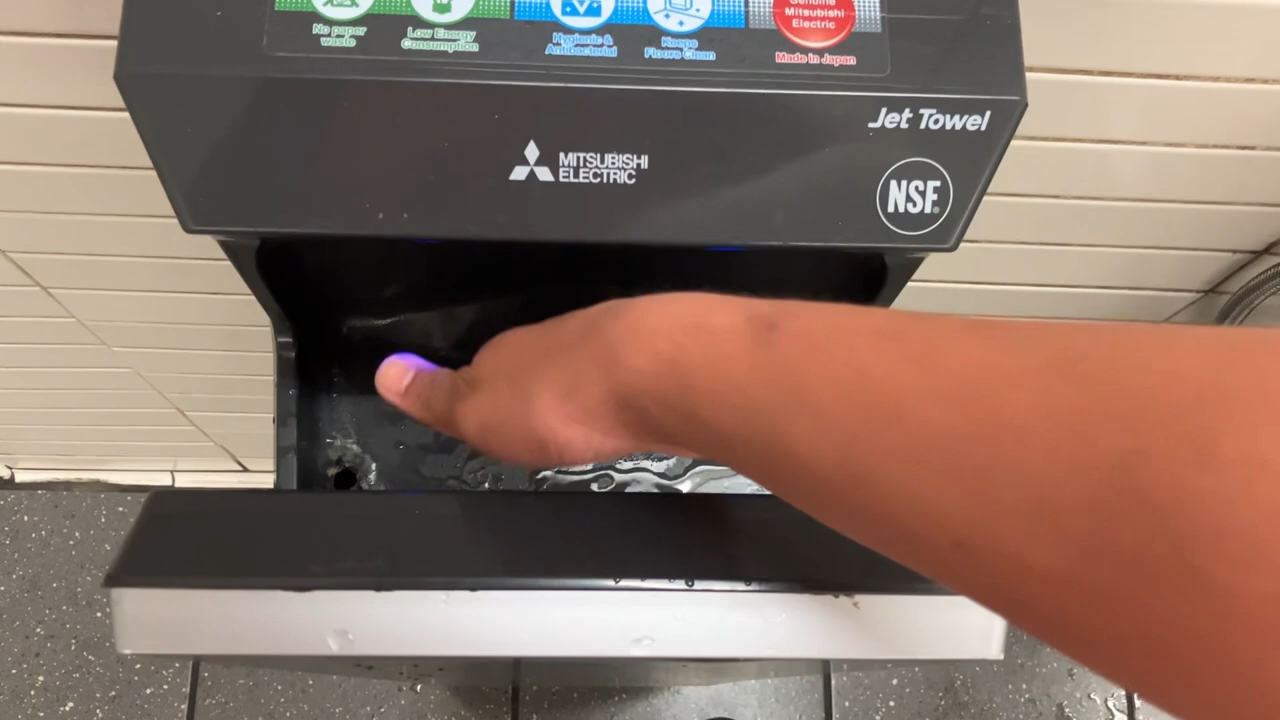 No paper
waste
Low Energy
Consumption
Hygienic &
Antibacterial
Keeps
Floors Clean
Genuine
Mitsubishi
Electric
Made in Japan
Jet Towel
MITSUBISHI
ELECTRIC
NSF®